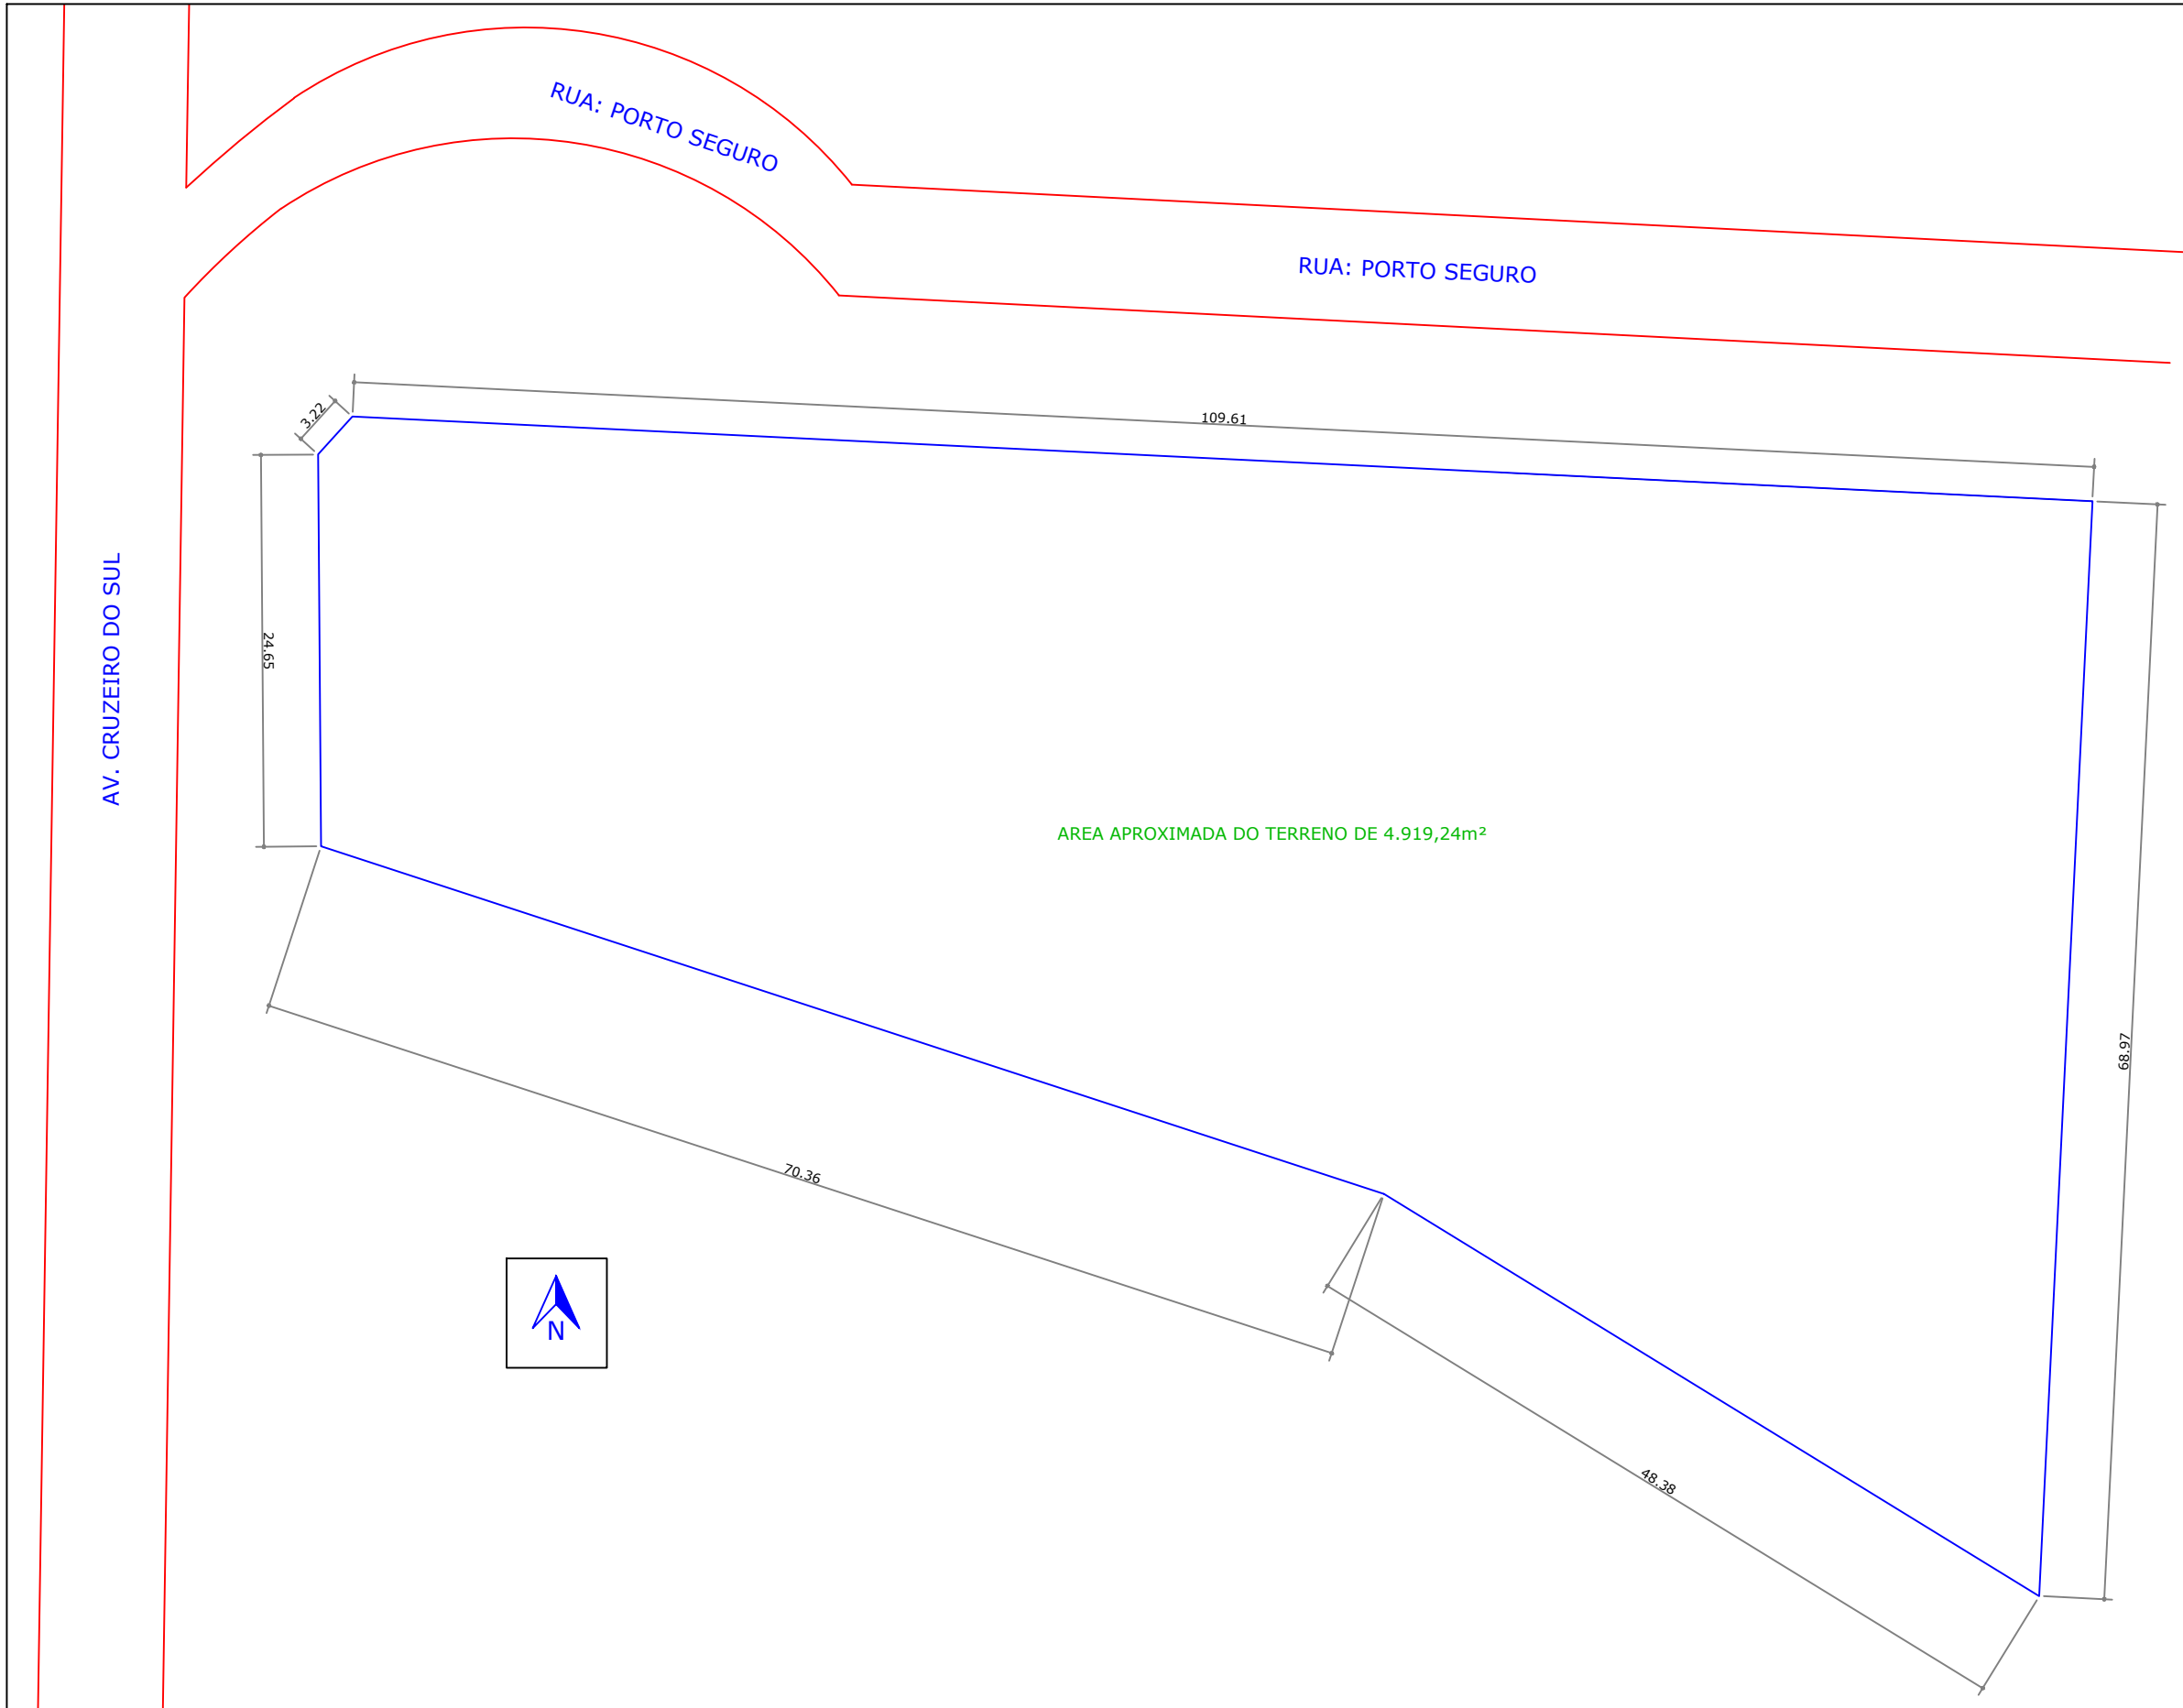 RUA: PORTO SEGURO
RUA: PORTO SEGURO
3.22
109.61
AV. CRUZEIRO DO SUL
24.65
AREA APROXIMADA DO TERRENO DE 4.919,24m²
68.97
70.36
N
48.38